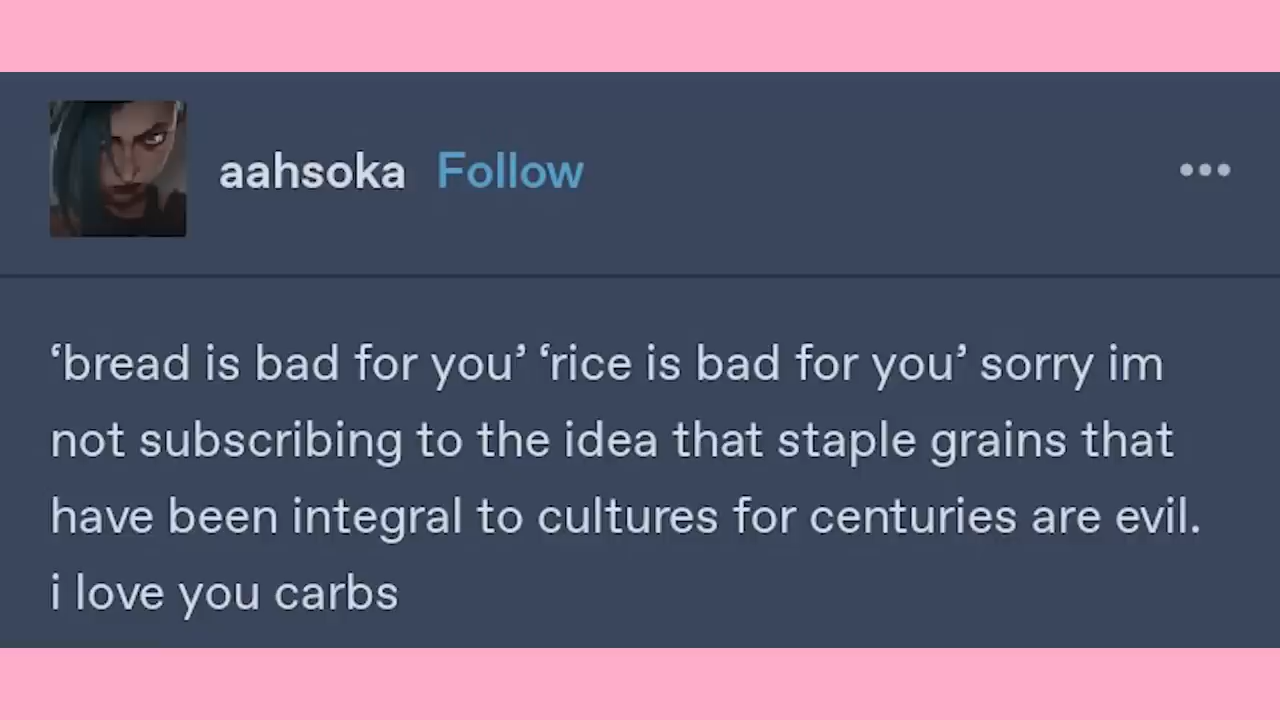 aahsoka Follow
‘bread is bad for you’ ‘rice is bad for you’ sorry im
not subscribing to the idea that staple grains that
have been integral to cultures for centuries are evil.
i love you carbs